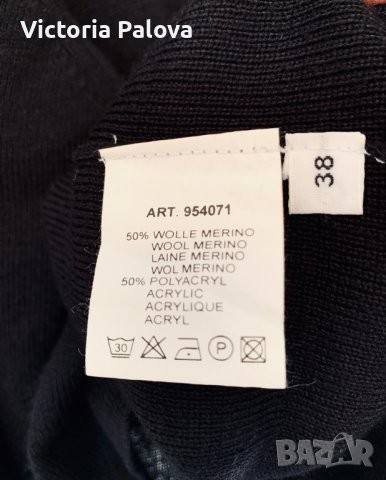 Victoria Palova
38
ART. 954071
50% WOLLE MERINO
WOOL MERINO
LAINE MERINO
WOL MERINO
50% POLYACRYL
ACRYLIC
ACRYLIQUE
ACRYL
30 P
BAZAR